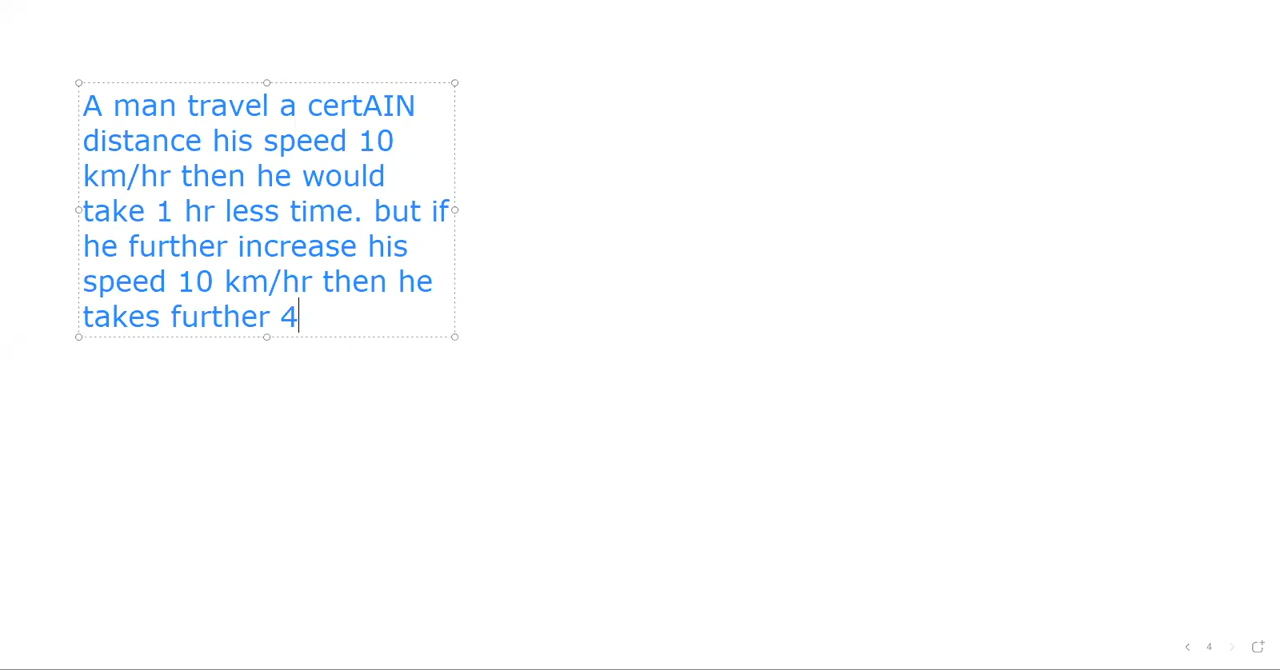 A man travel a certAIN
distance his speed 10
km/hr then he would
take 1 hr less time. but if
he further increase his
speed 10 km/hr then he
takes further 4
4